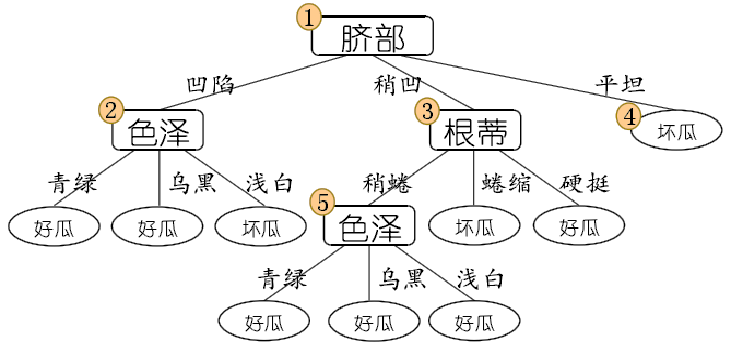 ① 脐部
凹陷 稍凹 平坦
② 色泽 ③ 根蒂 ④ 坏瓜
青绿 乌黑 浅白 稍蜷 蜷缩 硬挺
好瓜 好瓜 坏瓜 ⑤ 色泽 坏瓜 好瓜
青绿 乌黑 浅白
好瓜 好瓜 好瓜